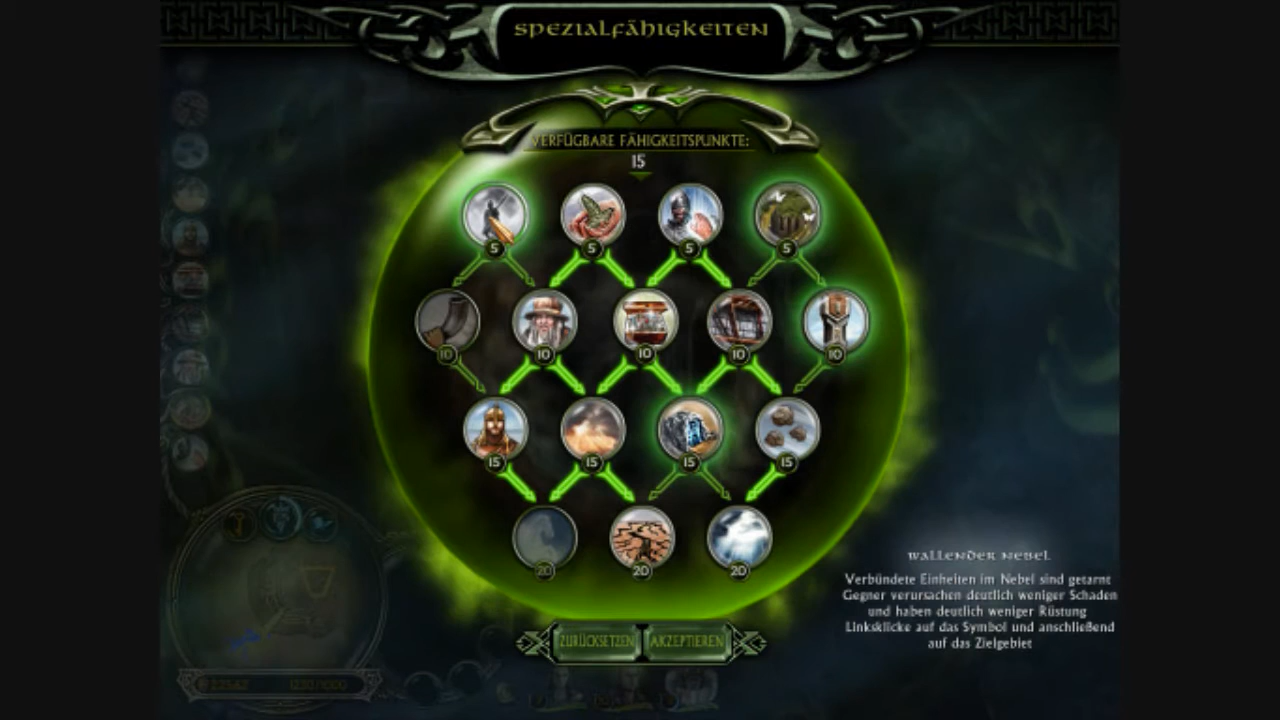 SPEZIALFÄHIGKEITEN
VERFÜGBARE FÄHIGKEITSPUNKTE:
15
5 5 5 5
10 10 10 10 10
15 15 15 15
20 20 20
WALLENDER NEBEL
Verbündete Einheiten im Nebel sind getarnt
Gegner verursachen deutlich weniger Schaden
und haben deutlich weniger Rüstung
Linksklicke auf das Symbol und anschließend
auf das Zielgebiet
ZURÜCKSETZEN AKZEPTIEREN